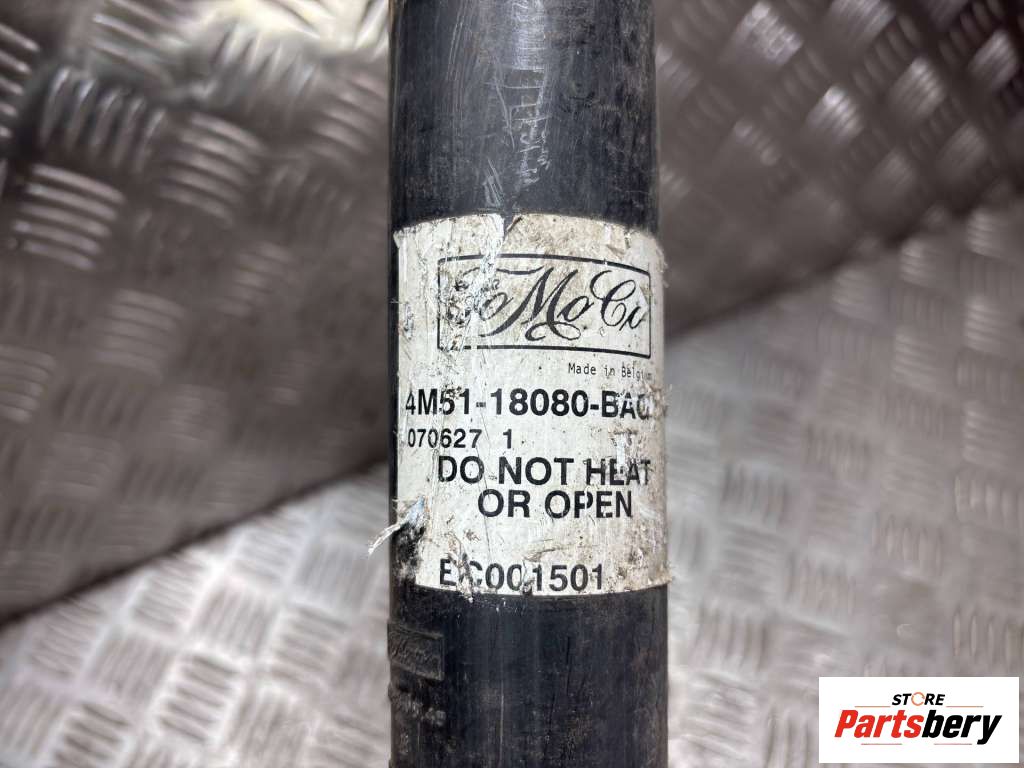 FoMoCo
Made in Belgium
4M51-18080-BAC
070627 1
DO NOT HEAT
OR OPEN
EC001501
STORE
Partsbery